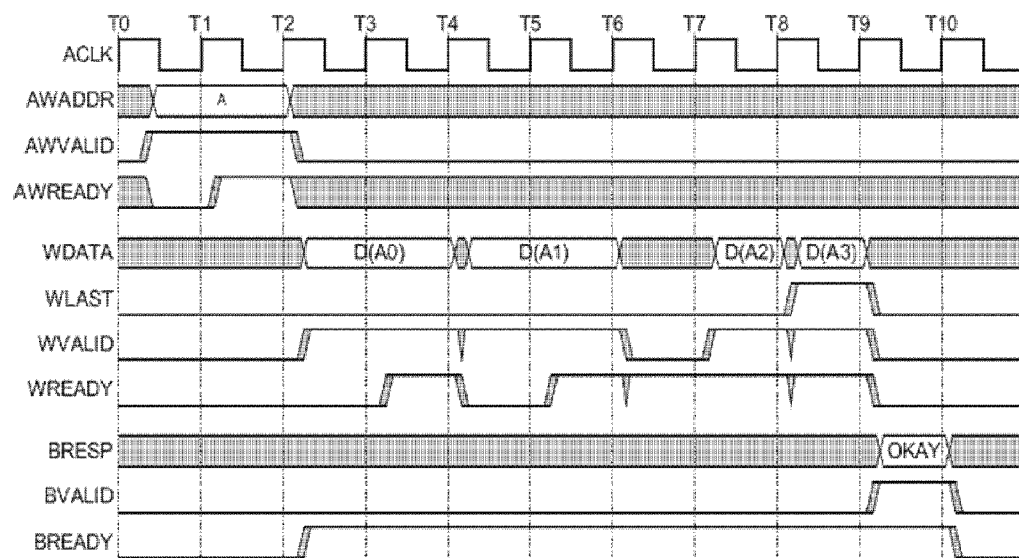 T0 T1 T2 T3 T4 T5 T6 T7 T8 T9 T10
ACLK
AWADDR A
AWVALID
AWREADY
WDATA D(A0) D(A1) D(A2) D(A3)
WLAST
WVALID
WREADY
BRESP OKAY
BVALID
BREADY